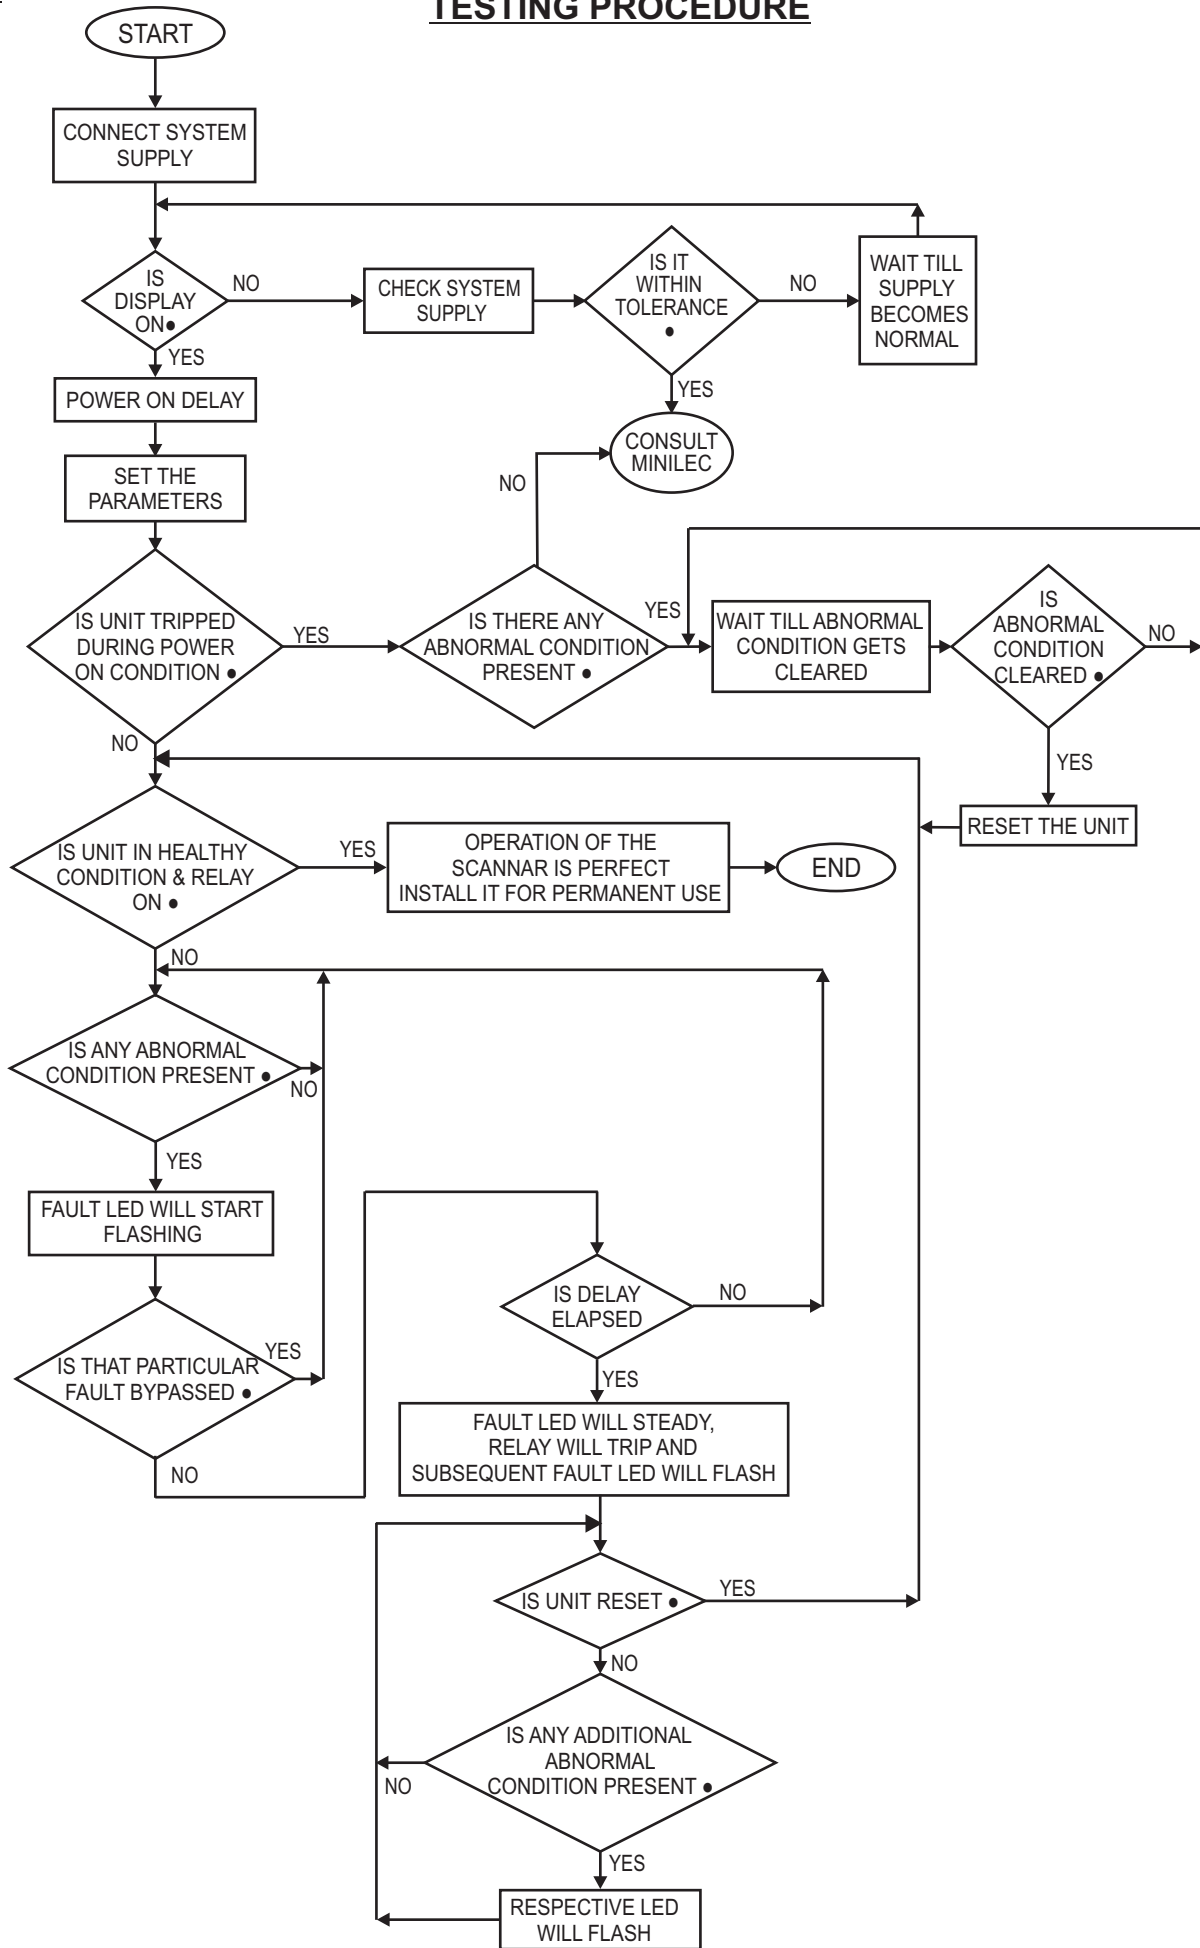 TESTING PROCEDURE
START
CONNECT SYSTEM
SUPPLY
IS
DISPLAY
ON●
NO
CHECK SYSTEM
SUPPLY
IS IT
WITHIN
TOLERANCE
●
NO
WAIT TILL
SUPPLY
BECOMES
NORMAL
YES
YES
POWER ON DELAY
CONSULT
MINILEC
SET THE
PARAMETERS
NO
IS UNIT TRIPPED
DURING POWER
ON CONDITION ●
YES
IS THERE ANY
ABNORMAL CONDITION
PRESENT ●
YES
WAIT TILL ABNORMAL
CONDITION GETS
CLEARED
IS
ABNORMAL
CONDITION
CLEARED ●
NO
NO
YES
RESET THE UNIT
IS UNIT IN HEALTHY
CONDITION & RELAY
ON ●
YES
OPERATION OF THE
SCANNAR IS PERFECT
INSTALL IT FOR PERMANENT USE
END
NO
IS ANY ABNORMAL
CONDITION PRESENT ●
NO
YES
FAULT LED WILL START
FLASHING
IS DELAY
ELAPSED
NO
IS THAT PARTICULAR
FAULT BYPASSED ●
YES
YES
NO
FAULT LED WILL STEADY,
RELAY WILL TRIP AND
SUBSEQUENT FAULT LED WILL FLASH
IS UNIT RESET ●
YES
NO
IS ANY ADDITIONAL
ABNORMAL
CONDITION PRESENT ●
NO
YES
RESPECTIVE LED
WILL FLASH